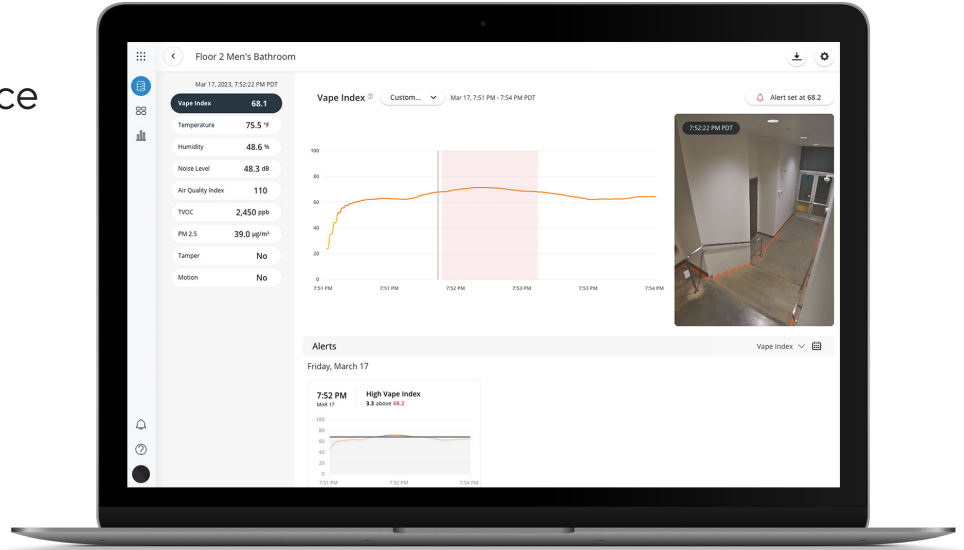 ce
Floor 2 Men's Bathroom
Mar 17, 2023, 7:52:22 PM PDT
Vape Index 68.1
Temperature 75.5 °F
Humidity 48.6 %
Noise Level 48.3 dB
Air Quality Index 110
TVOC 2,450 ppb
PM 2.5 39.0 µg/m³
Tamper No
Motion No
Vape Index Custom... Mar 17, 7:51 PM - 7:54 PM PDT
Alert set at 68.2
7:52:22 PM PDT
100
80
60
40
20
0
7:51 PM 7:51 PM 7:52 PM 7:53 PM 7:53 PM 7:54 PM
Alerts
Vape Index
Friday, March 17
7:52 PM High Vape Index
MAR 17 3.3 above 68.2
100
80
60
40
20
0
7:51 PM 7:52 PM 7:54 PM